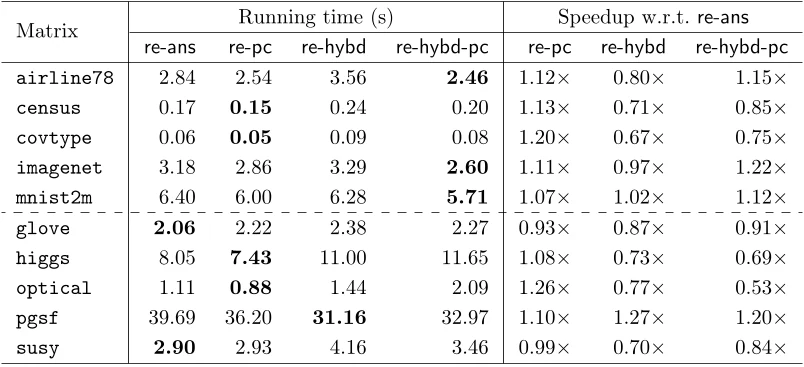 Matrix Running time (s) Speedup w.r.t. re-ans
re-ans re-pc re-hybd re-hybd-pc re-pc re-hybd re-hybd-pc
airline78 2.84 2.54 3.56 2.46 1.12× 0.80× 1.15×
census 0.17 0.15 0.24 0.20 1.13× 0.71× 0.85×
covtype 0.06 0.05 0.09 0.08 1.20× 0.67× 0.75×
imagenet 3.18 2.86 3.29 2.60 1.11× 0.97× 1.22×
mnist2m 6.40 6.00 6.28 5.71 1.07× 1.02× 1.12×
glove 2.06 2.22 2.38 2.27 0.93× 0.87× 0.91×
higgs 8.05 7.43 11.00 11.65 1.08× 0.73× 0.69×
optical 1.11 0.88 1.44 2.09 1.26× 0.77× 0.53×
pgsf 39.69 36.20 31.16 32.97 1.10× 1.27× 1.20×
susy 2.90 2.93 4.16 3.46 0.99× 0.70× 0.84×